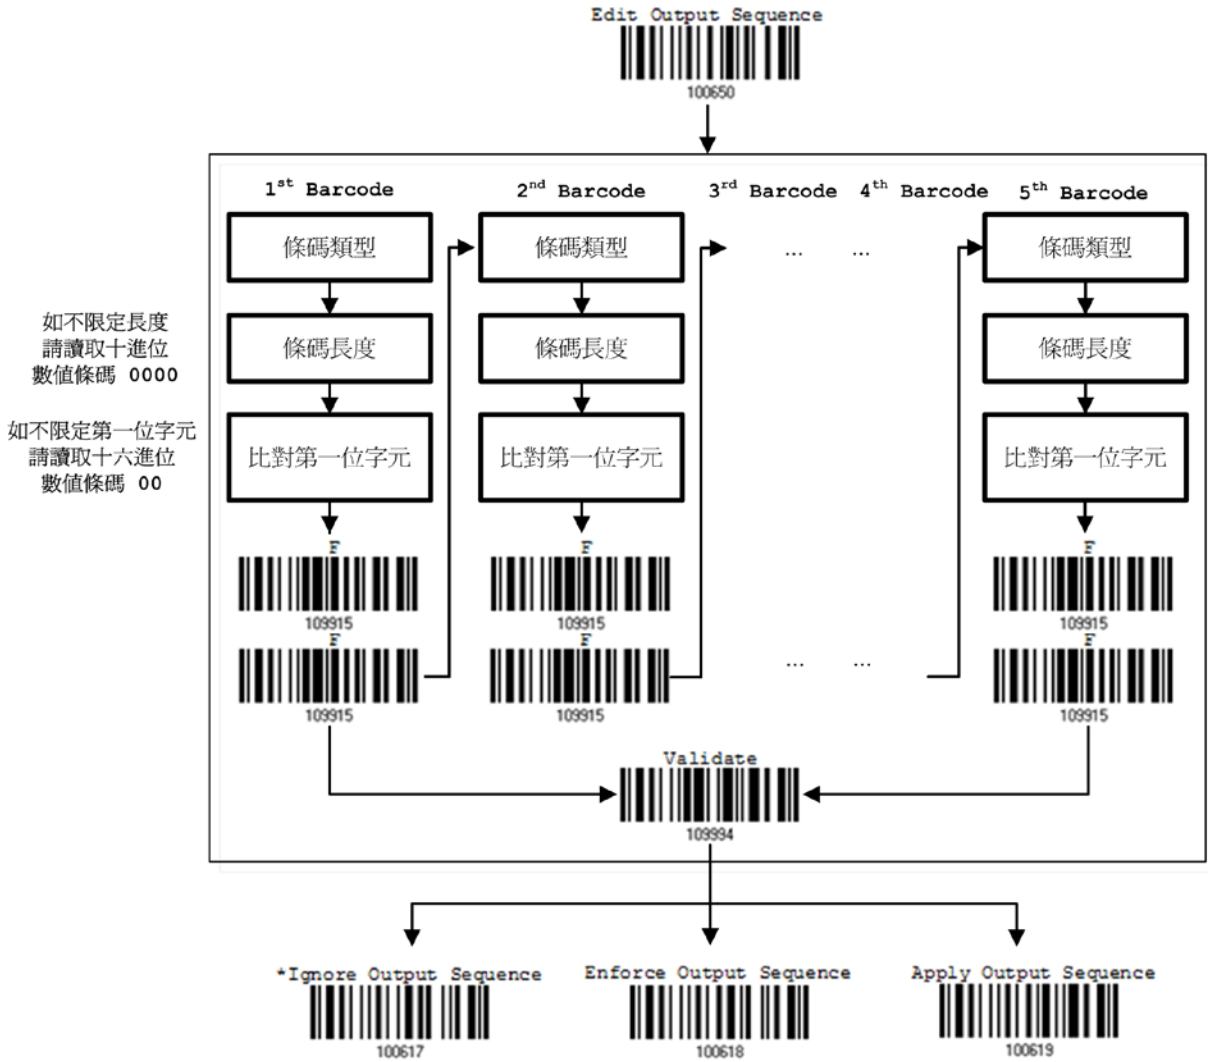 Edit Output Sequence
100650
1st Barcode 2nd Barcode 3rd Barcode 4th Barcode 5th Barcode
條碼類型 條碼類型 ... ... 條碼類型
如不限定長度
請讀取十進位
數值條碼 0000
條碼長度 條碼長度 條碼長度
如不限定第一位字元
請讀取十六進位
數值條碼 00
比對第一位字元 比對第一位字元 比對第一位字元
F F F
109915 109915 109915
F F F
... ...
109915 109915 109915
Validate
109994
*Ignore Output Sequence Enforce Output Sequence Apply Output Sequence
100617 100618 100619